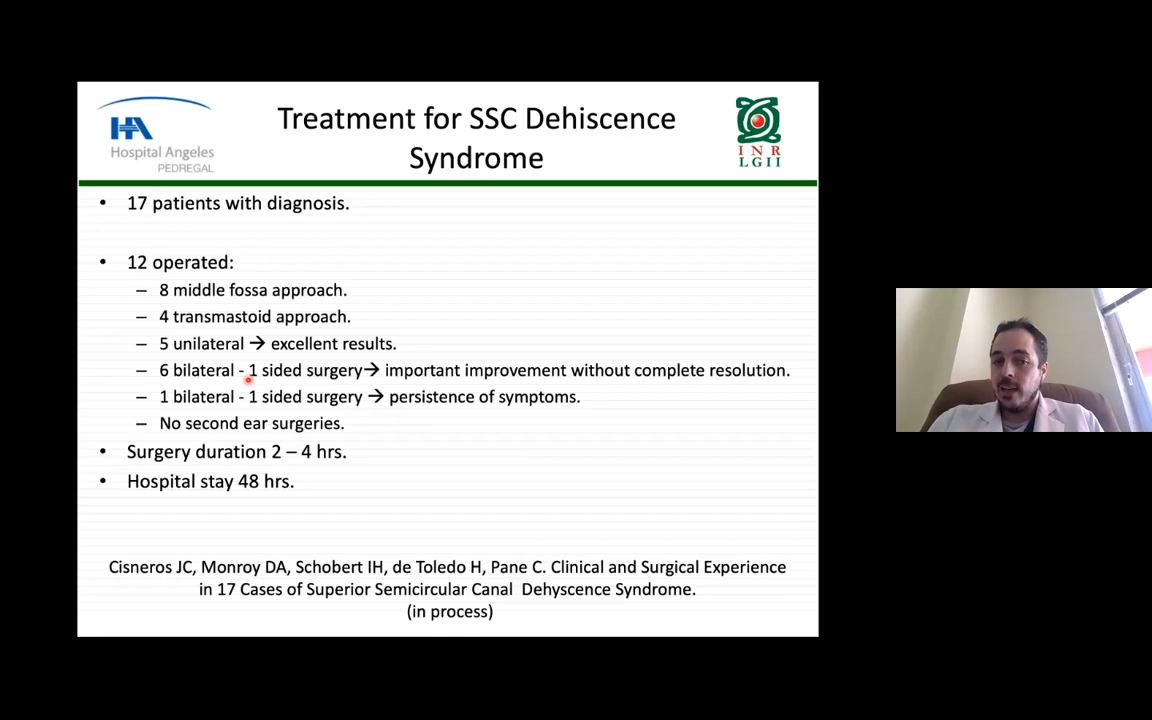 HA
Hospital Angeles
PEDREGAL
Treatment for SSC Dehiscence
Syndrome
INR
LGII
• 17 patients with diagnosis.
• 12 operated:
– 8 middle fossa approach.
– 4 transmastoid approach.
– 5 unilateral → excellent results.
– 6 bilateral - 1 sided surgery→ important improvement without complete resolution.
– 1 bilateral - 1 sided surgery → persistence of symptoms.
– No second ear surgeries.
• Surgery duration 2 – 4 hrs.
• Hospital stay 48 hrs.
Cisneros JC, Monroy DA, Schobert IH, de Toledo H, Pane C. Clinical and Surgical Experience
in 17 Cases of Superior Semicircular Canal Dehyscence Syndrome.
(in process)